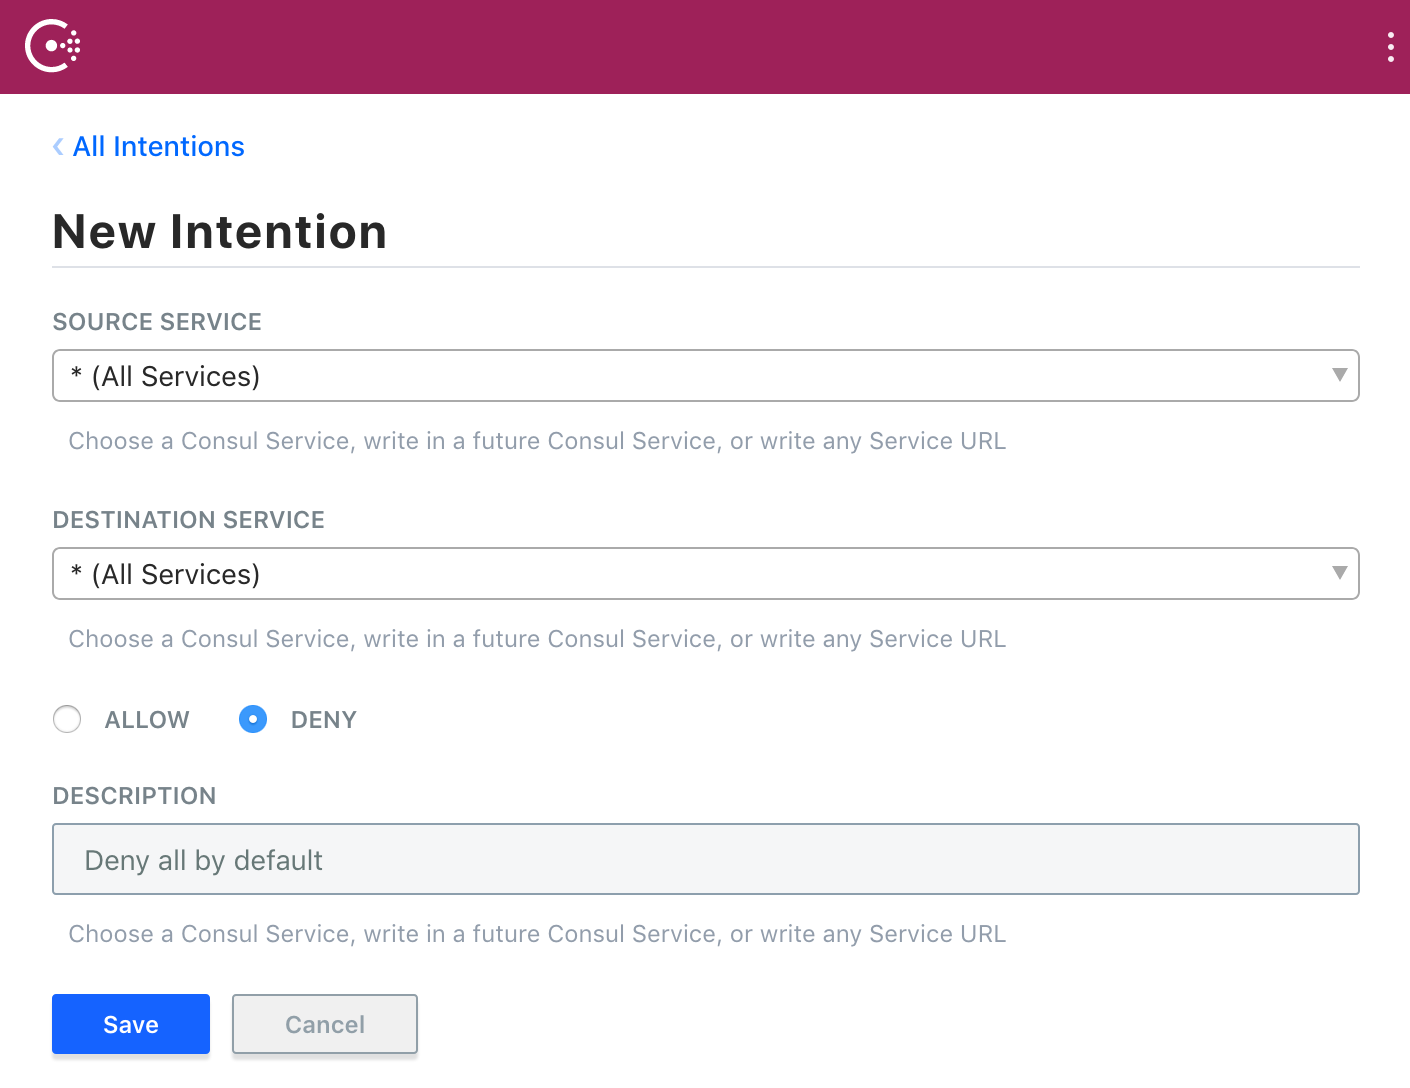 All Intentions
New Intention
SOURCE SERVICE
* (All Services)
Choose a Consul Service, write in a future Consul Service, or write any Service URL
DESTINATION SERVICE
* (All Services)
Choose a Consul Service, write in a future Consul Service, or write any Service URL
ALLOW DENY
DESCRIPTION
Deny all by default
Choose a Consul Service, write in a future Consul Service, or write any Service URL
Save Cancel